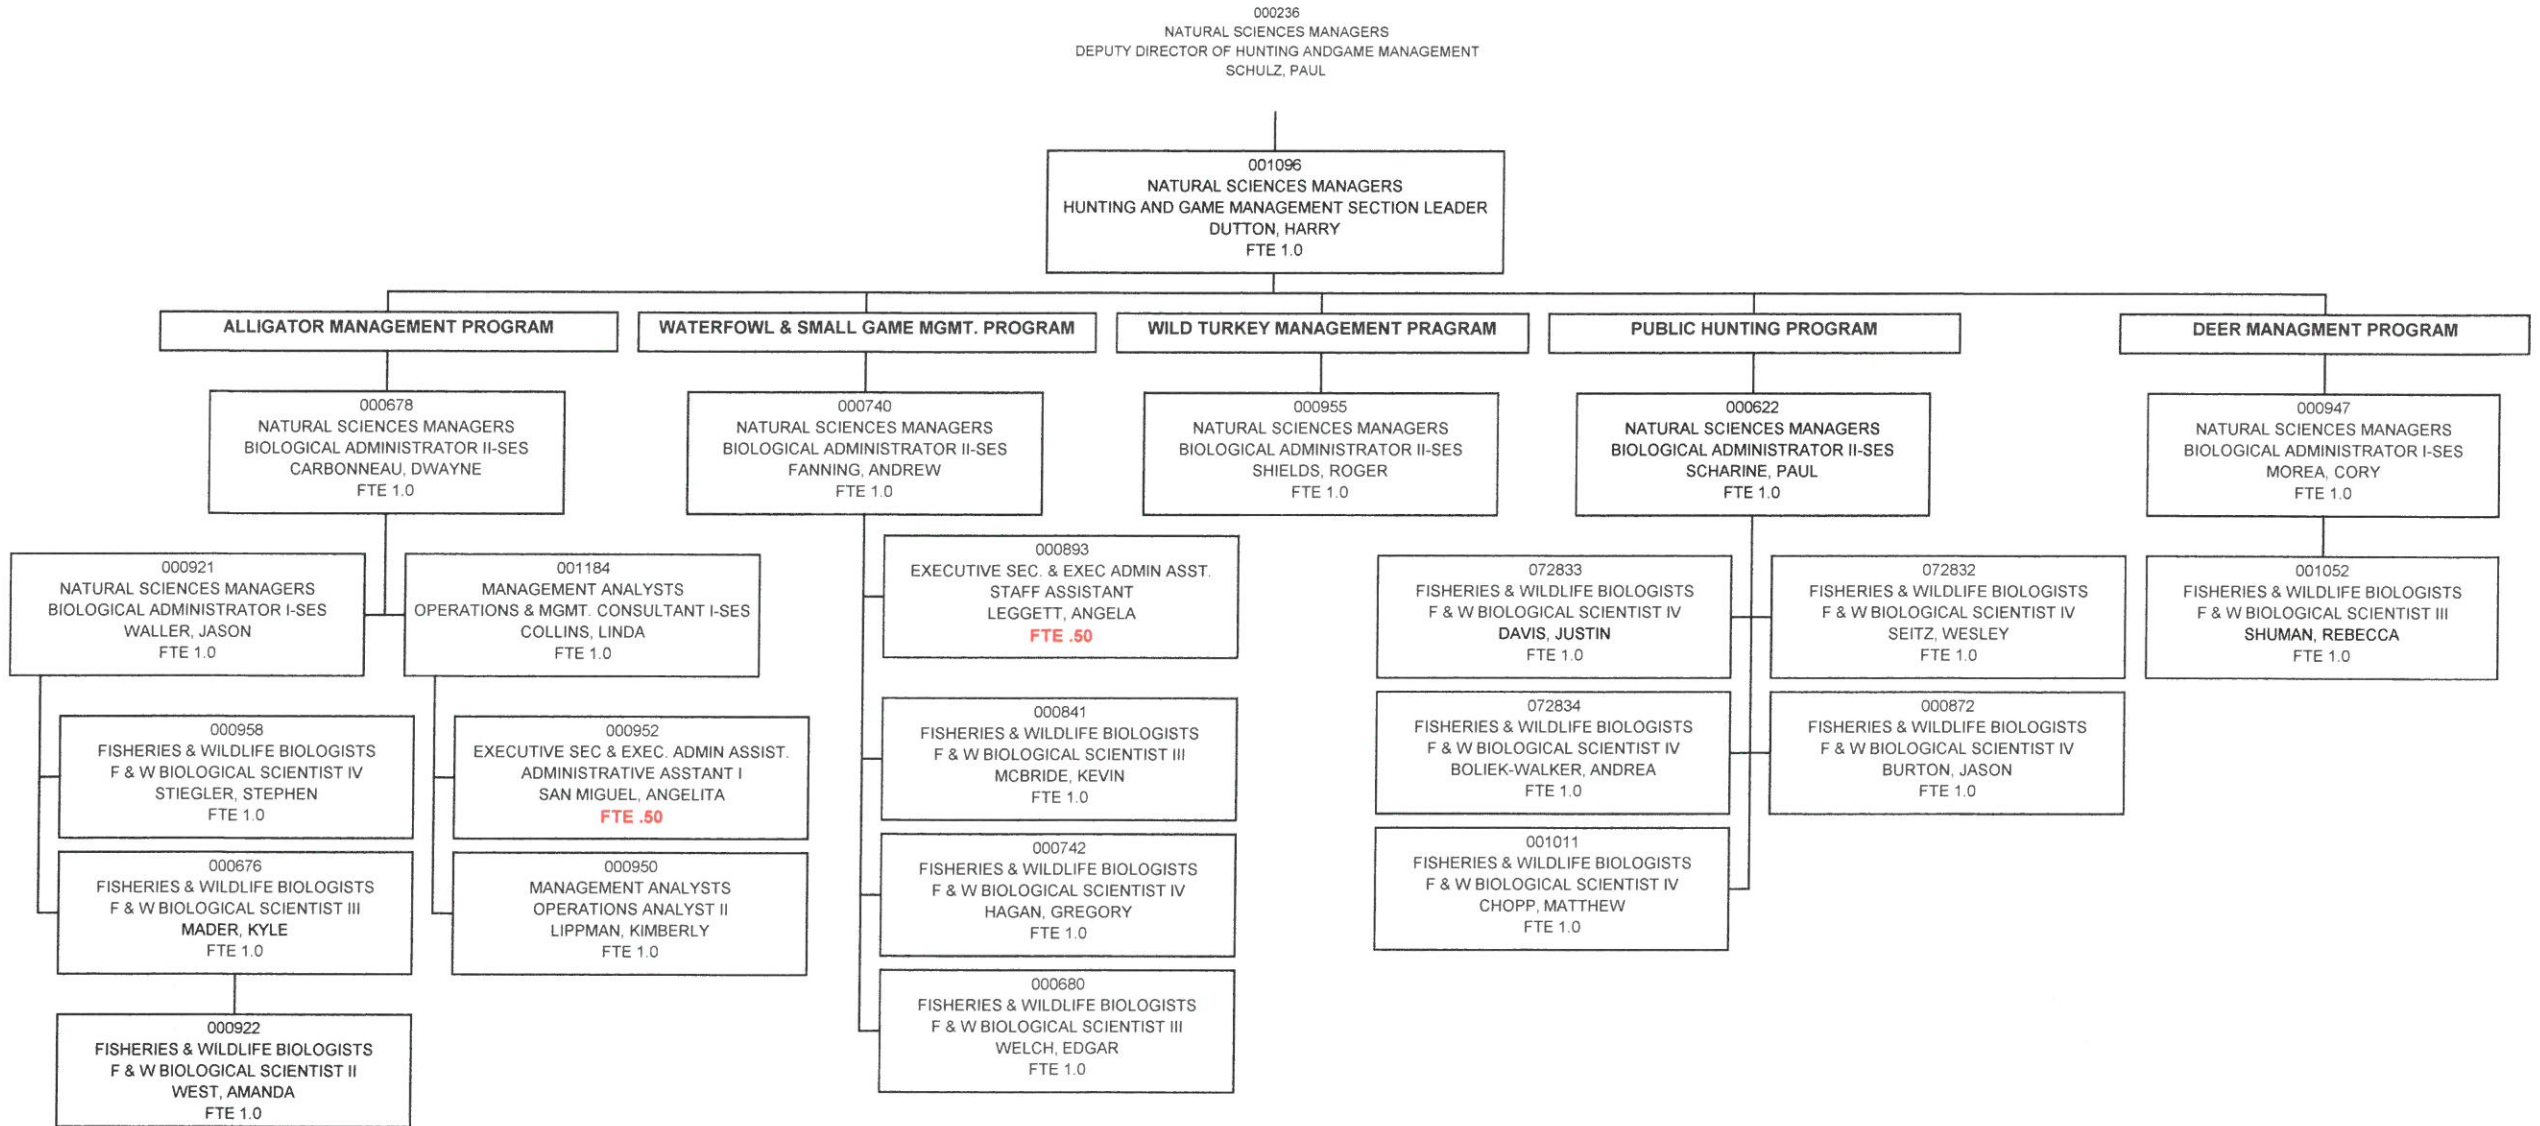 000236
NATURAL SCIENCES MANAGERS
DEPUTY DIRECTOR OF HUNTING ANDGAME MANAGEMENT
SCHULZ, PAUL
001096
NATURAL SCIENCES MANAGERS
HUNTING AND GAME MANAGEMENT SECTION LEADER
DUTTON, HARRY
FTE 1.0
ALLIGATOR MANAGEMENT PROGRAM
WATERFOWL & SMALL GAME MGMT. PROGRAM
WILD TURKEY MANAGEMENT PRAGRAM
PUBLIC HUNTING PROGRAM
DEER MANAGMENT PROGRAM
000678
NATURAL SCIENCES MANAGERS
BIOLOGICAL ADMINISTRATOR II-SES
CARBONNEAU, DWAYNE
FTE 1.0
000740
NATURAL SCIENCES MANAGERS
BIOLOGICAL ADMINISTRATOR II-SES
FANNING, ANDREW
FTE 1.0
000955
NATURAL SCIENCES MANAGERS
BIOLOGICAL ADMINISTRATOR II-SES
SHIELDS, ROGER
FTE 1.0
000622
NATURAL SCIENCES MANAGERS
BIOLOGICAL ADMINISTRATOR II-SES
SCHARINE, PAUL
FTE 1.0
000947
NATURAL SCIENCES MANAGERS
BIOLOGICAL ADMINISTRATOR I-SES
MOREA, CORY
FTE 1.0
000921
NATURAL SCIENCES MANAGERS
BIOLOGICAL ADMINISTRATOR I-SES
WALLER, JASON
FTE 1.0
001184
MANAGEMENT ANALYSTS
OPERATIONS & MGMT. CONSULTANT I-SES
COLLINS, LINDA
FTE 1.0
000893
EXECUTIVE SEC. & EXEC ADMIN ASST.
STAFF ASSISTANT
LEGGETT, ANGELA
FTE .50
072833
FISHERIES & WILDLIFE BIOLOGISTS
F & W BIOLOGICAL SCIENTIST IV
DAVIS, JUSTIN
FTE 1.0
072832
FISHERIES & WILDLIFE BIOLOGISTS
F & W BIOLOGICAL SCIENTIST IV
SEITZ, WESLEY
FTE 1.0
001052
FISHERIES & WILDLIFE BIOLOGISTS
F & W BIOLOGICAL SCIENTIST III
SHUMAN, REBECCA
FTE 1.0
000958
FISHERIES & WILDLIFE BIOLOGISTS
F & W BIOLOGICAL SCIENTIST IV
STIEGLER, STEPHEN
FTE 1.0
000952
EXECUTIVE SEC & EXEC. ADMIN ASSIST.
ADMINISTRATIVE ASSTANT I
SAN MIGUEL, ANGELITA
FTE .50
000841
FISHERIES & WILDLIFE BIOLOGISTS
F & W BIOLOGICAL SCIENTIST III
MCBRIDE, KEVIN
FTE 1.0
072834
FISHERIES & WILDLIFE BIOLOGISTS
F & W BIOLOGICAL SCIENTIST IV
BOLIEK-WALKER, ANDREA
FTE 1.0
000872
FISHERIES & WILDLIFE BIOLOGISTS
F & W BIOLOGICAL SCIENTIST IV
BURTON, JASON
FTE 1.0
000676
FISHERIES & WILDLIFE BIOLOGISTS
F & W BIOLOGICAL SCIENTIST III
MADER, KYLE
FTE 1.0
000950
MANAGEMENT ANALYSTS
OPERATIONS ANALYST II
LIPPMAN, KIMBERLY
FTE 1.0
000742
FISHERIES & WILDLIFE BIOLOGISTS
F & W BIOLOGICAL SCIENTIST IV
HAGAN, GREGORY
FTE 1.0
001011
FISHERIES & WILDLIFE BIOLOGISTS
F & W BIOLOGICAL SCIENTIST IV
CHOPP, MATTHEW
FTE 1.0
000922
FISHERIES & WILDLIFE BIOLOGISTS
F & W BIOLOGICAL SCIENTIST II
WEST, AMANDA
FTE 1.0
000680
FISHERIES & WILDLIFE BIOLOGISTS
F & W BIOLOGICAL SCIENTIST III
WELCH, EDGAR
FTE 1.0